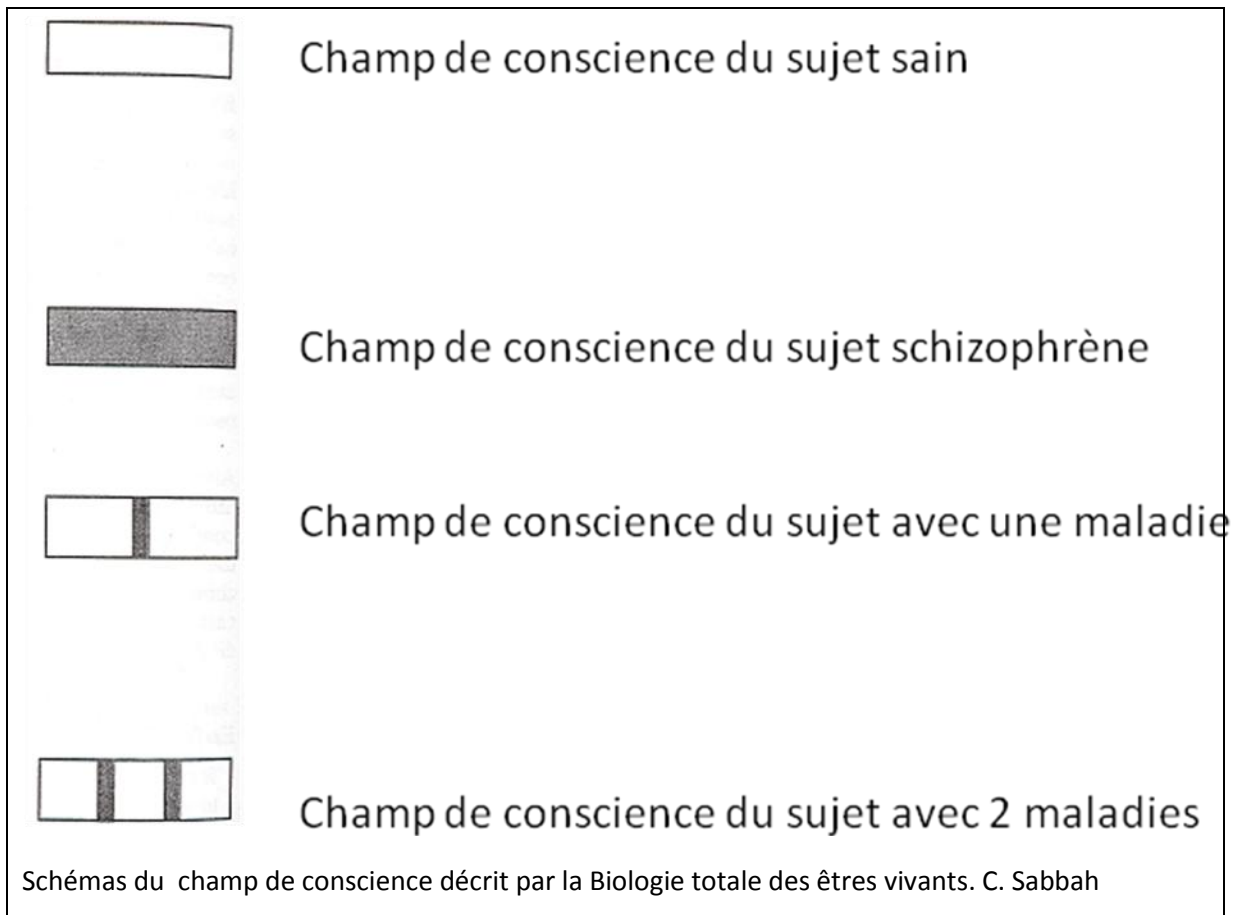 Champ de conscience du sujet sain
Champ de conscience du sujet schizophrène
Champ de conscience du sujet avec une maladie
Champ de conscience du sujet avec 2 maladies
Schémas du champ de conscience décrit par la Biologie totale des êtres vivants. C. Sabbah